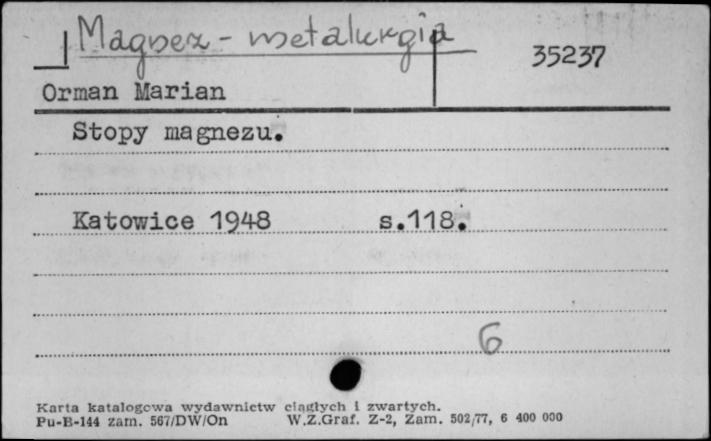 Magnez - metalurgia
35237
Orman Marian
Stopy magnezu.
Katowice 1948 s.118.
6
Karta katalogowa wydawnictw ciągłych i zwartych.
Pu-B-144 zam. 567/DW/On W.Z.Graf. Z-2, Zam. 502/77, 6 400 000